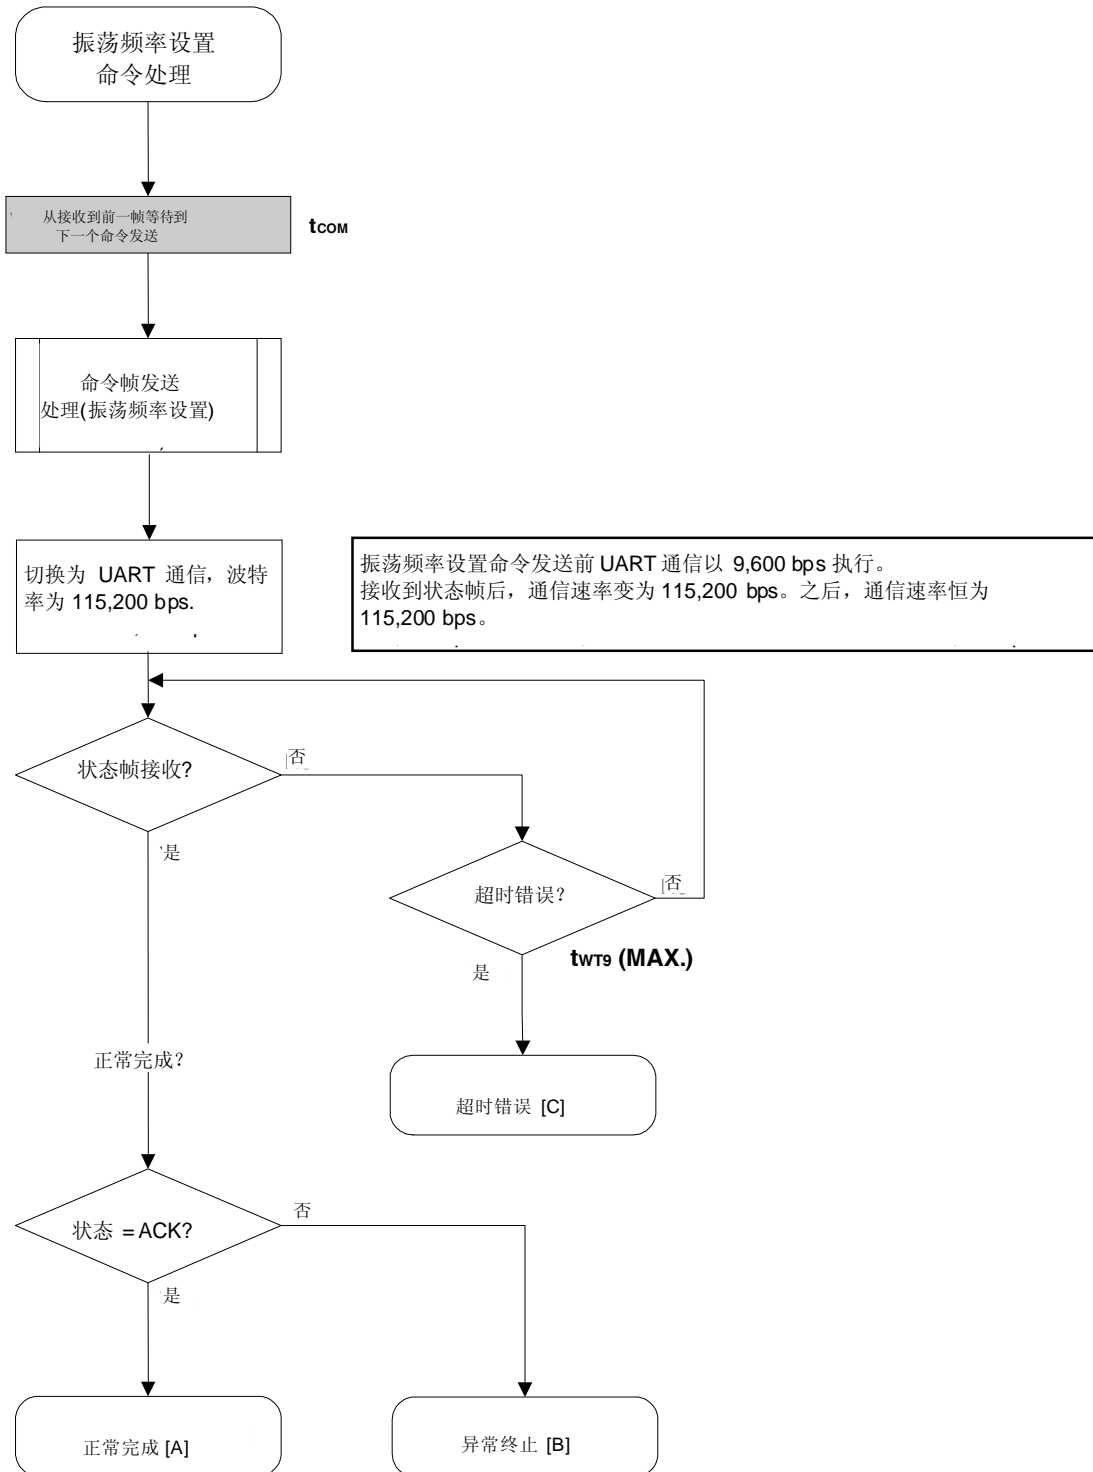 振荡频率设置
命令处理
从接收到前一帧等待到
下一个命令发送
tCOM
命令帧发送
处理(振荡频率设置)
切换为 UART 通信，波特
率为 115,200 bps.
振荡频率设置命令发送前 UART 通信以 9,600 bps 执行。
接收到状态帧后，通信速率变为 115,200 bps。之后，通信速率恒为
115,200 bps。
状态帧接收?
否
是
超时错误?
否
tWT9 (MAX.)
是
正常完成?
超时错误 [C]
状态 = ACK?
否
是
正常完成 [A]
异常终止 [B]